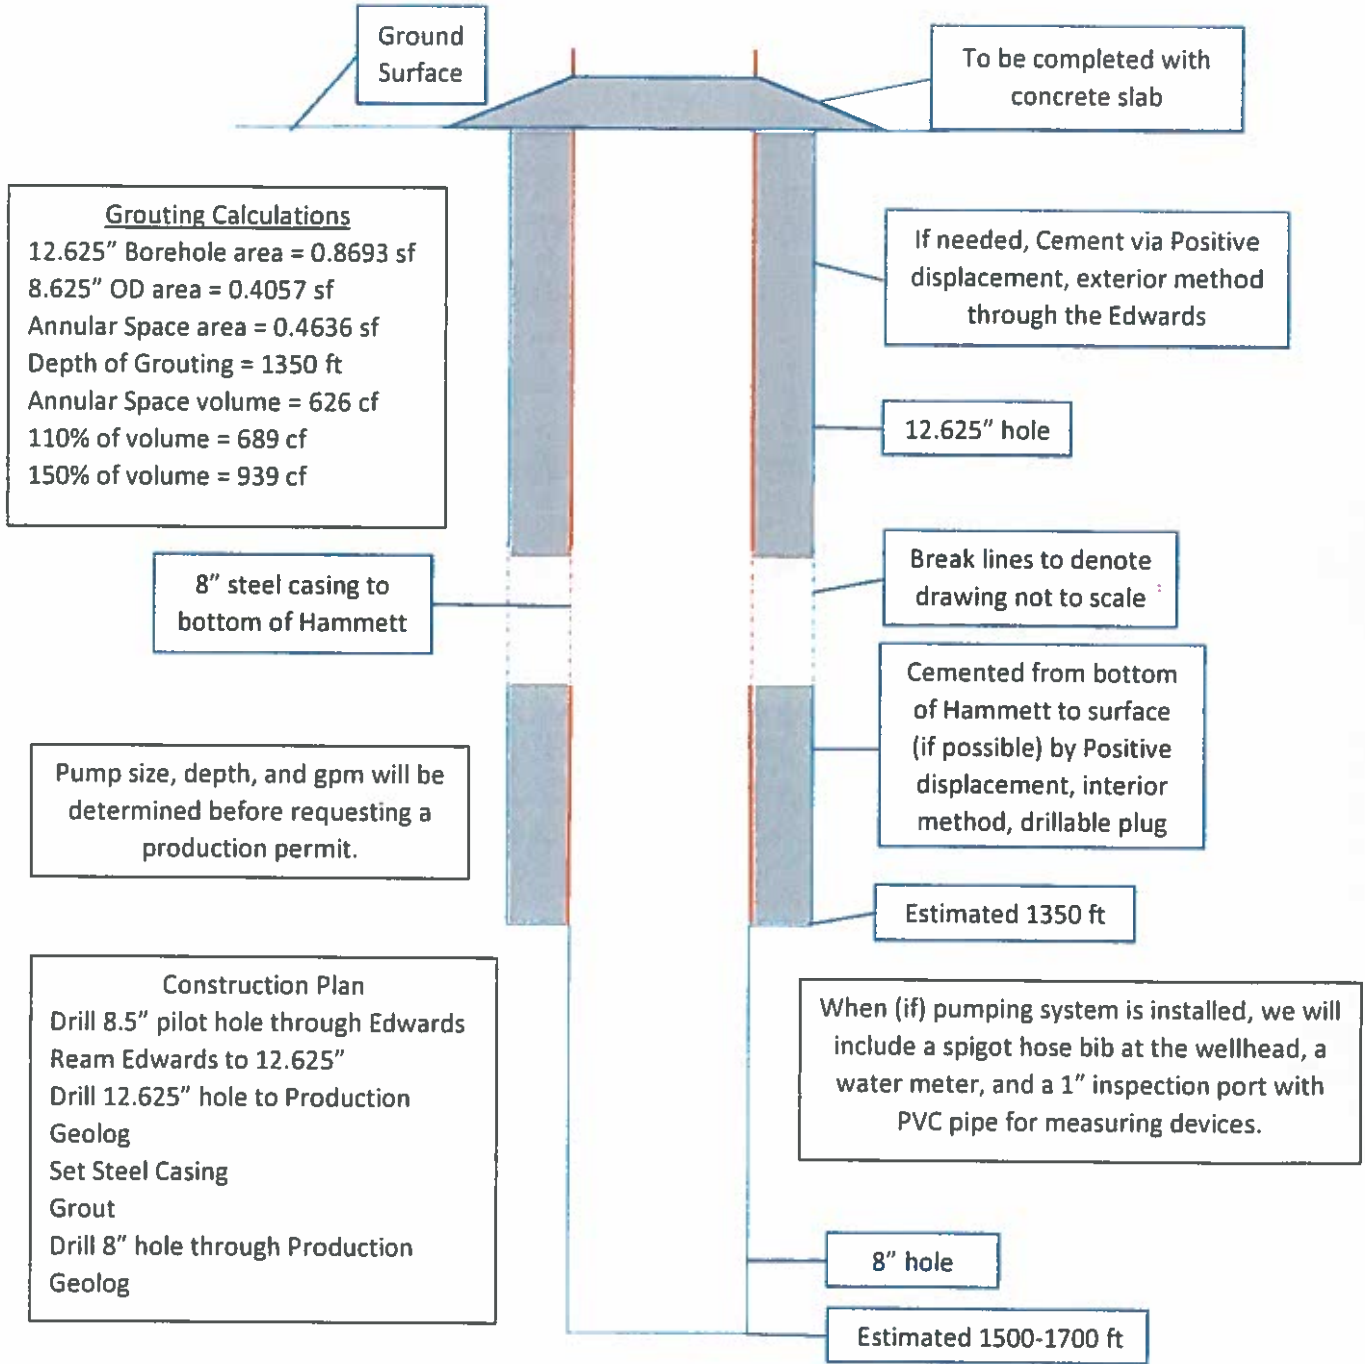 Ground
Surface
To be completed with
concrete slab
Grouting Calculations
12.625" Borehole area = 0.8693 sf
8.625" OD area = 0.4057 sf
Annular Space area = 0.4636 sf
Depth of Grouting = 1350 ft
Annular Space volume = 626 cf
110% of volume = 689 cf
150% of volume = 939 cf
If needed, Cement via Positive
displacement, exterior method
through the Edwards
12.625" hole
8" steel casing to
bottom of Hammett
Break lines to denote
drawing not to scale
Cemented from bottom
of Hammett to surface
(if possible) by Positive
displacement, interior
method, drillable plug
Pump size, depth, and gpm will be
determined before requesting a
production permit.
Estimated 1350 ft
Construction Plan
Drill 8.5" pilot hole through Edwards
Ream Edwards to 12.625"
Drill 12.625" hole to Production
Geolog
Set Steel Casing
Grout
Drill 8" hole through Production
Geolog
When (if) pumping system is installed, we will
include a spigot hose bib at the wellhead, a
water meter, and a 1" inspection port with
PVC pipe for measuring devices.
8" hole
Estimated 1500-1700 ft